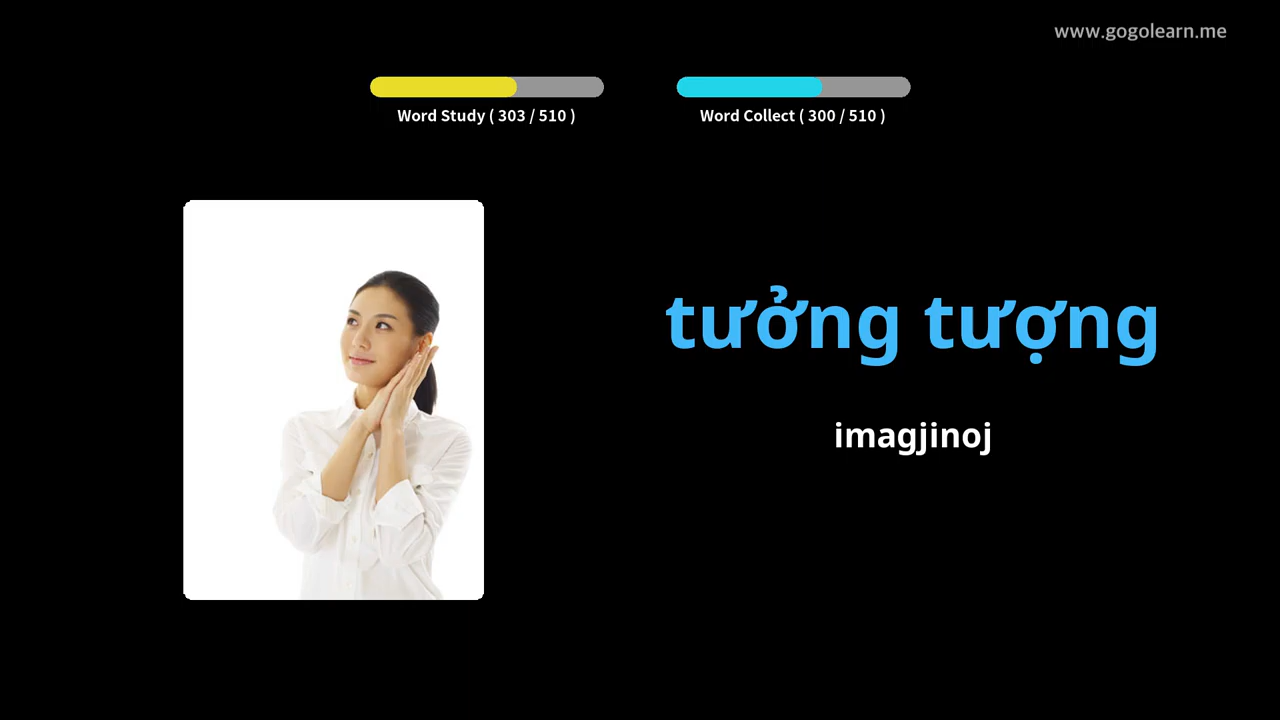 www.gogolearn.me
Word Study ( 303 / 510 )
Word Collect ( 300 / 510 )
tưởng tượng
imagjinoj